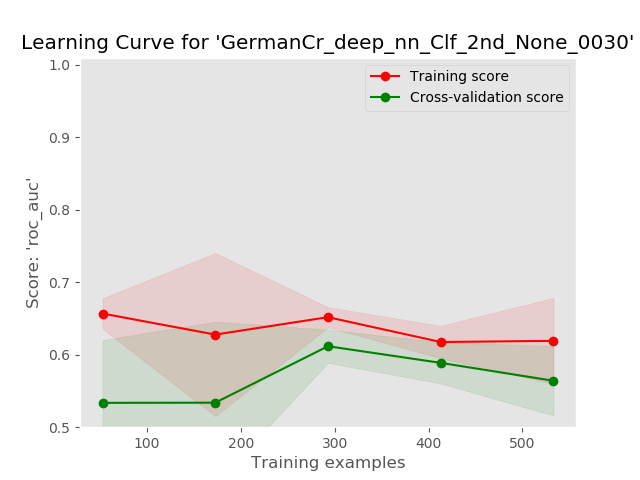 Learning Curve for 'GermanCr_deep_nn_Clf_2nd_None_0030'
Training score
Cross-validation score
Score: 'roc_auc'
1.0
0.9
0.8
0.7
0.6
0.5
100 200 300 400 500
Training examples